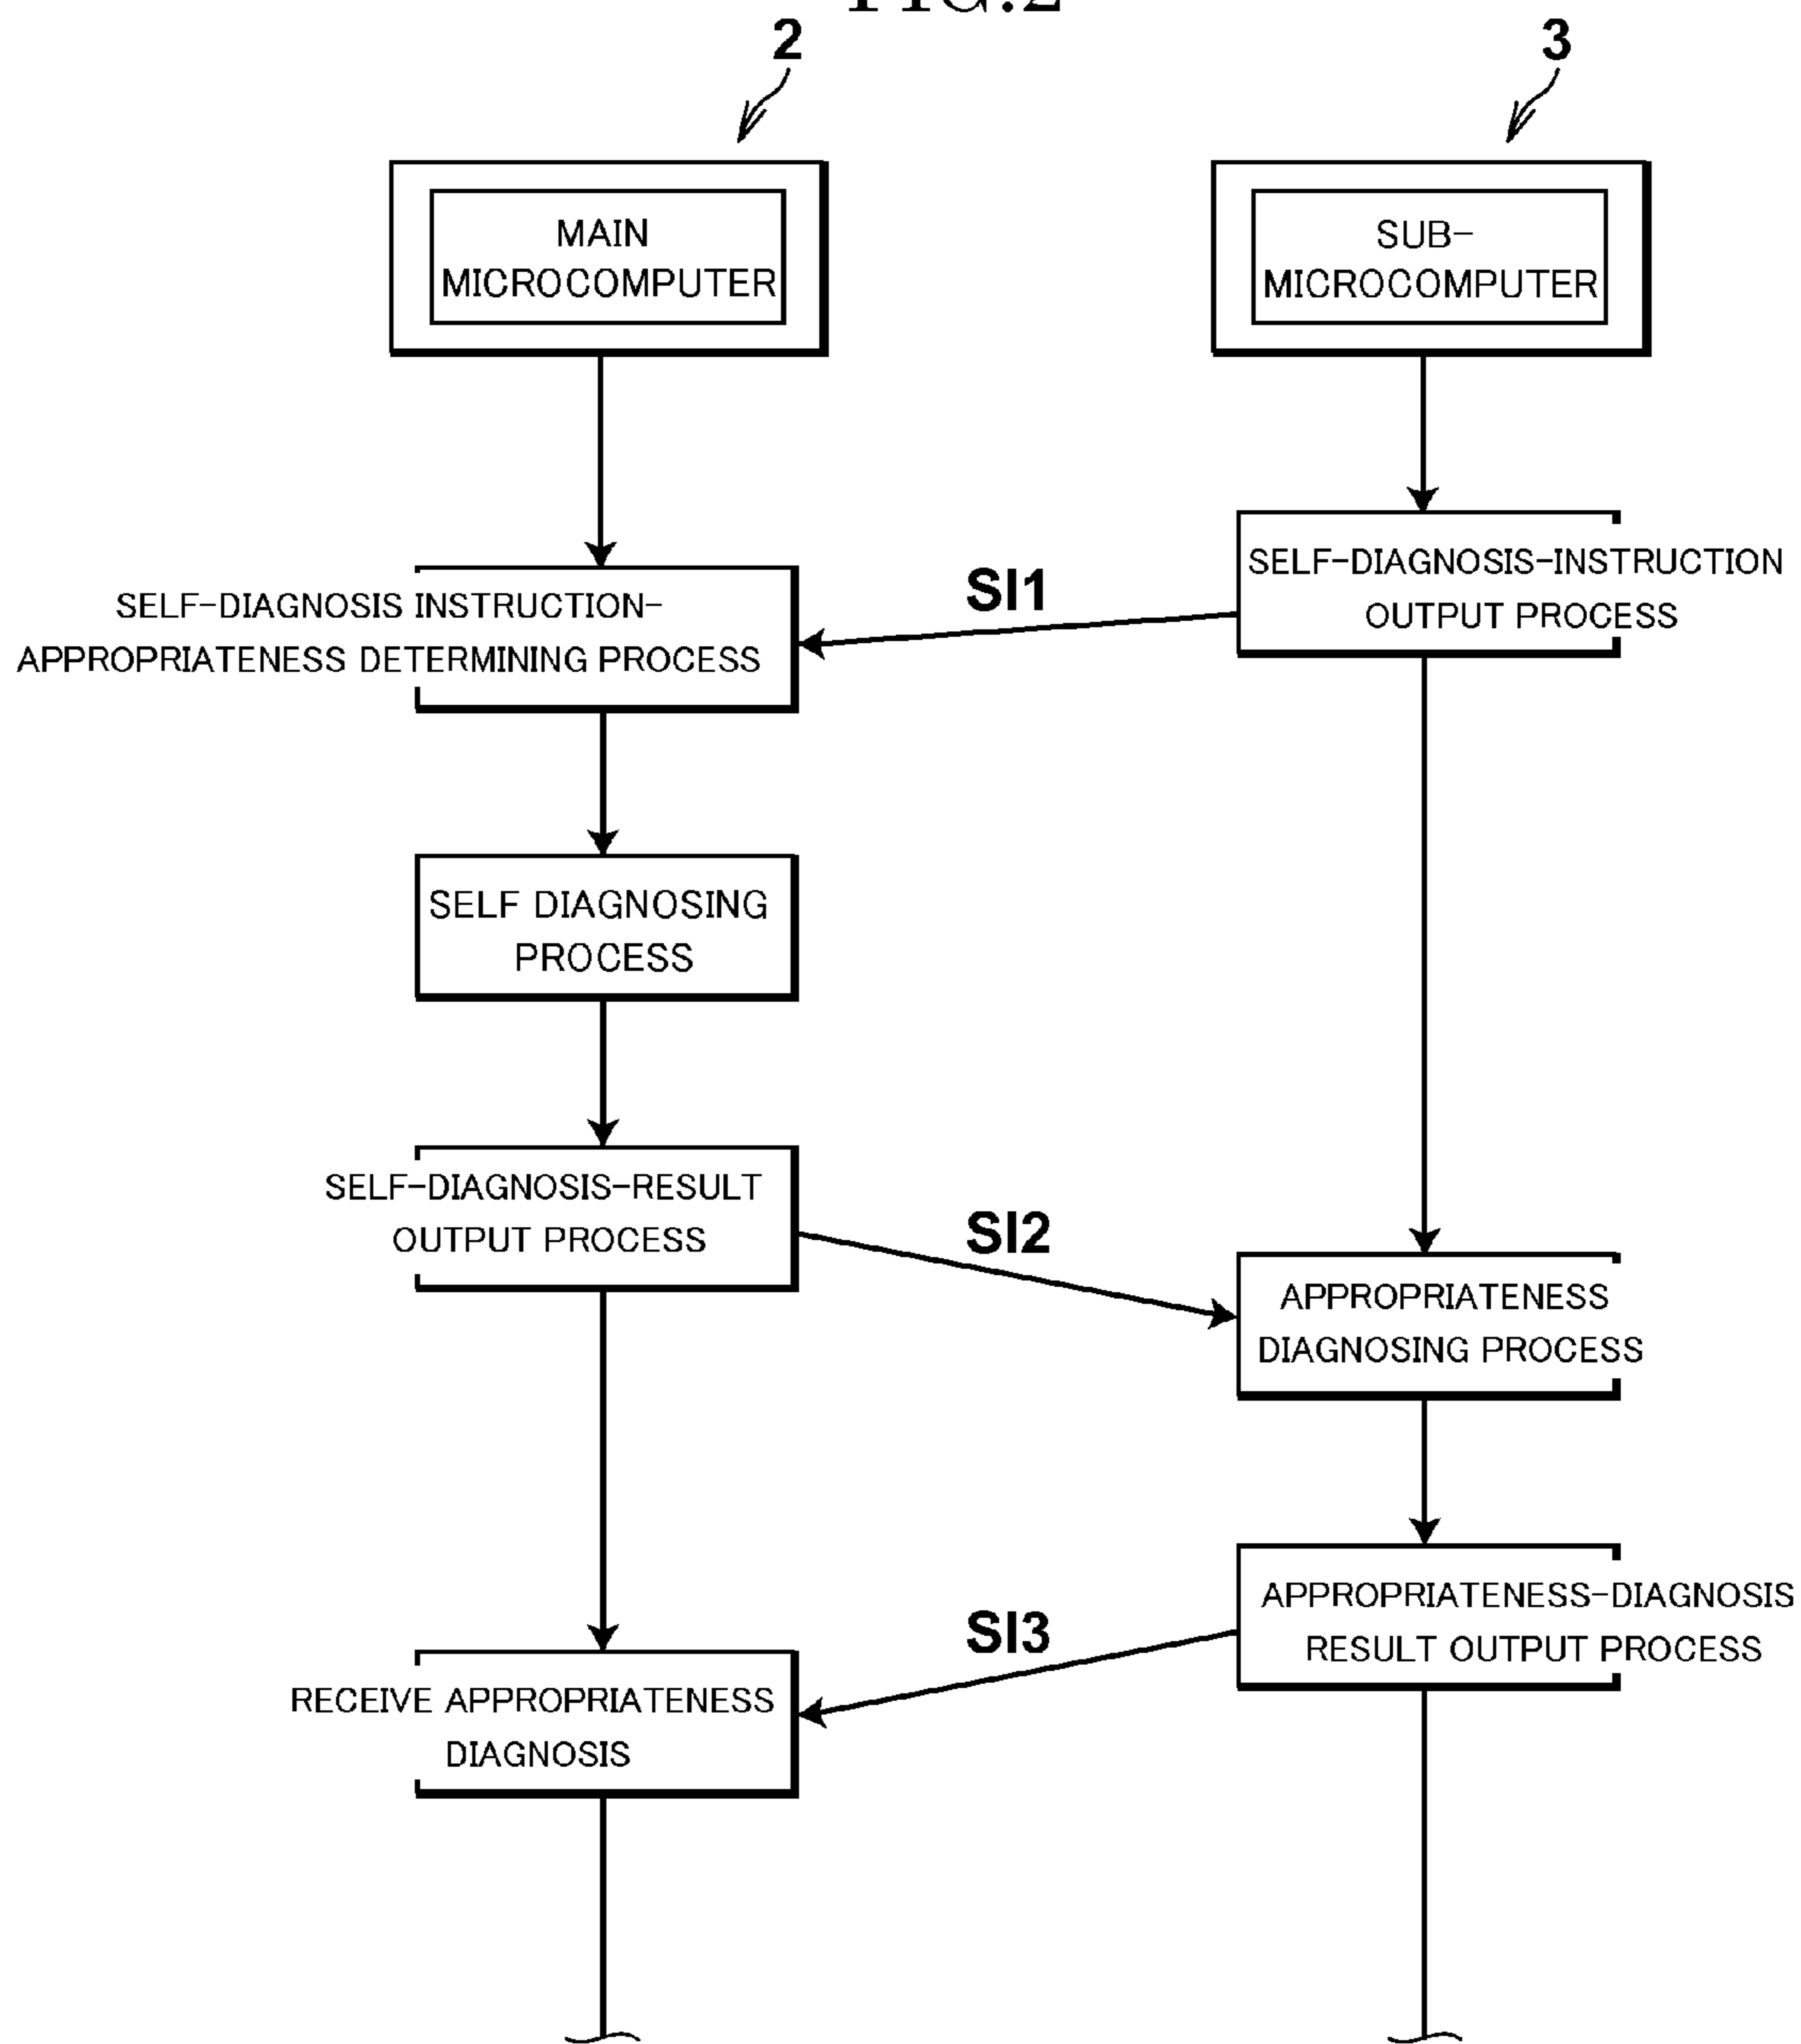 FIG.2
2
3
MAIN
MICROCOMPUTER
SUB-
MICROCOMPUTER
SELF-DIAGNOSIS-INSTRUCTION
OUTPUT PROCESS
SI1
SELF-DIAGNOSIS INSTRUCTION-
APPROPRIATENESS DETERMINING PROCESS
SELF DIAGNOSING
PROCESS
SELF-DIAGNOSIS-RESULT
OUTPUT PROCESS
SI2
APPROPRIATENESS
DIAGNOSING PROCESS
APPROPRIATENESS-DIAGNOSIS
RESULT OUTPUT PROCESS
SI3
RECEIVE APPROPRIATENESS
DIAGNOSIS